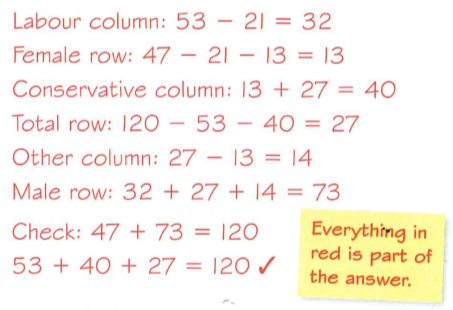 Labour column: 53 − 21 = 32
Female row: 47 − 21 − 13 = 13
Conservative column: 13 + 27 = 40
Total row: 120 − 53 − 40 = 27
Other column: 27 − 13 = 14
Male row: 32 + 27 + 14 = 73
Check: 47 + 73 = 120
53 + 40 + 27 = 120 ✓
Everything in
red is part of
the answer.